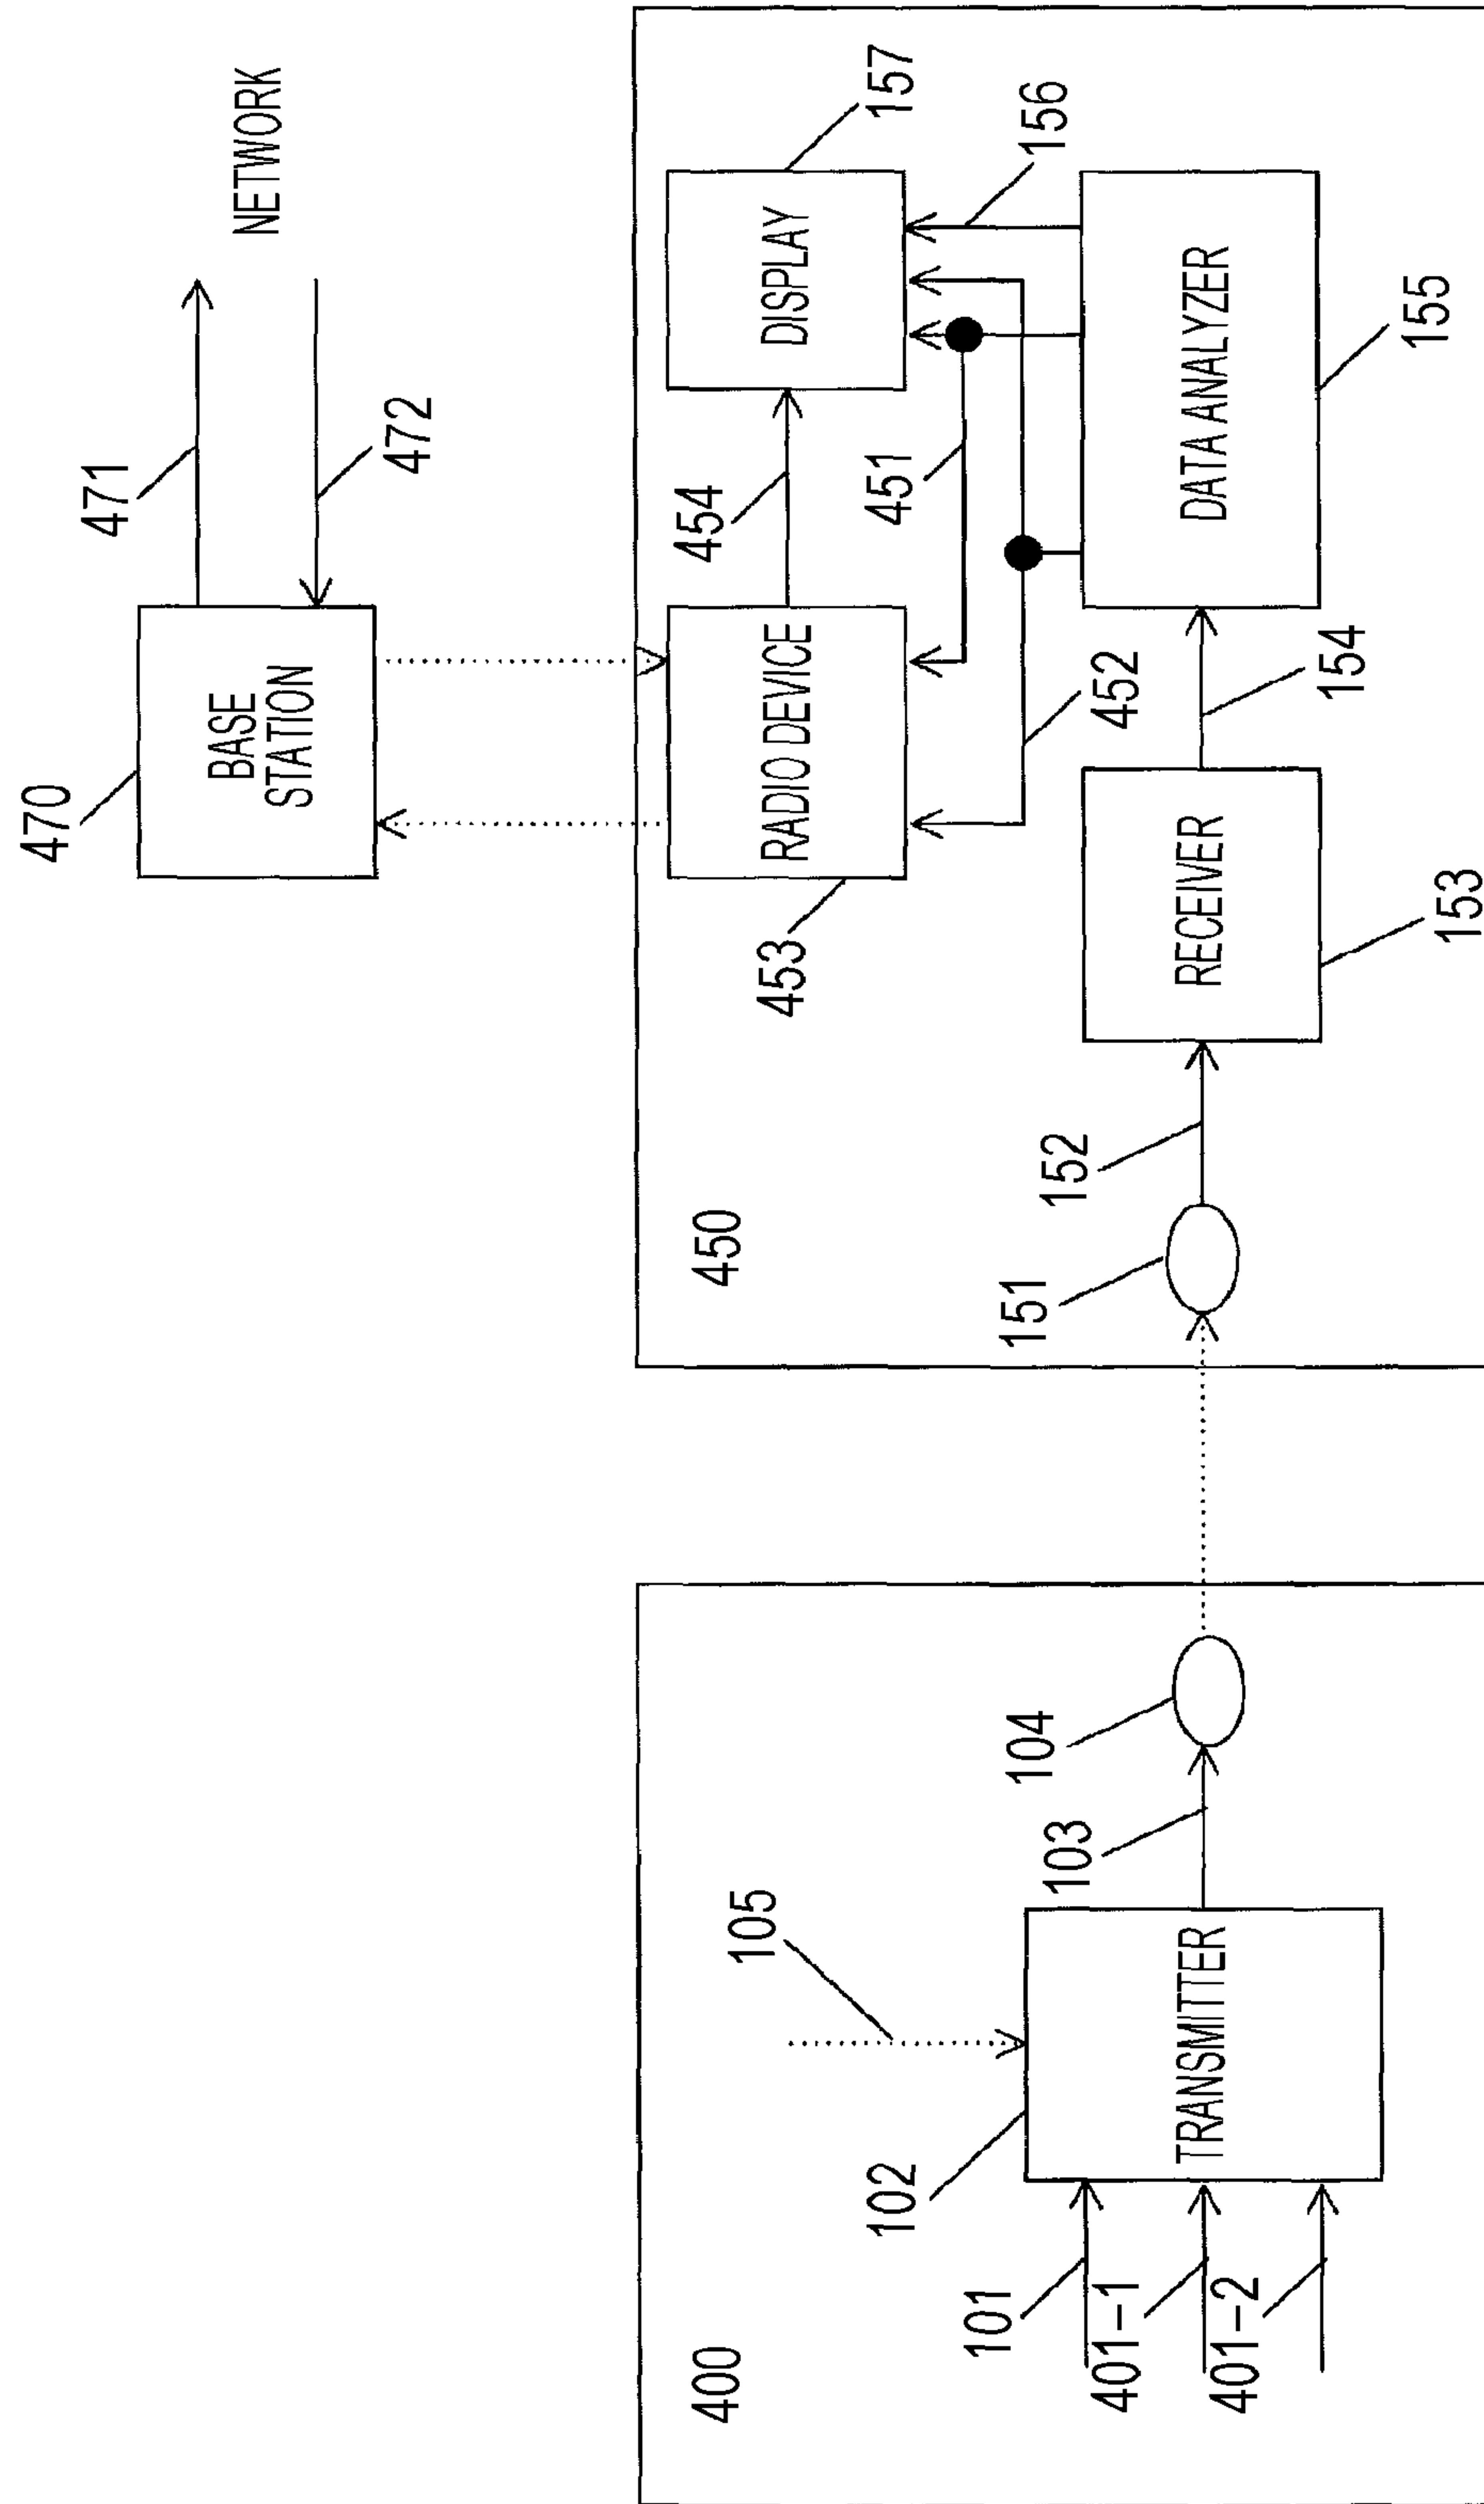 470
BASE
STATION
471
472
NETWORK
400
105
102
101
401-1
401-2
TRANSMITTER
103
104
450
453
RADIO DEVICE
454
DISPLAY
157
451
156
452
151
152
RECEIVER
153
154
DATA ANALYZER
155